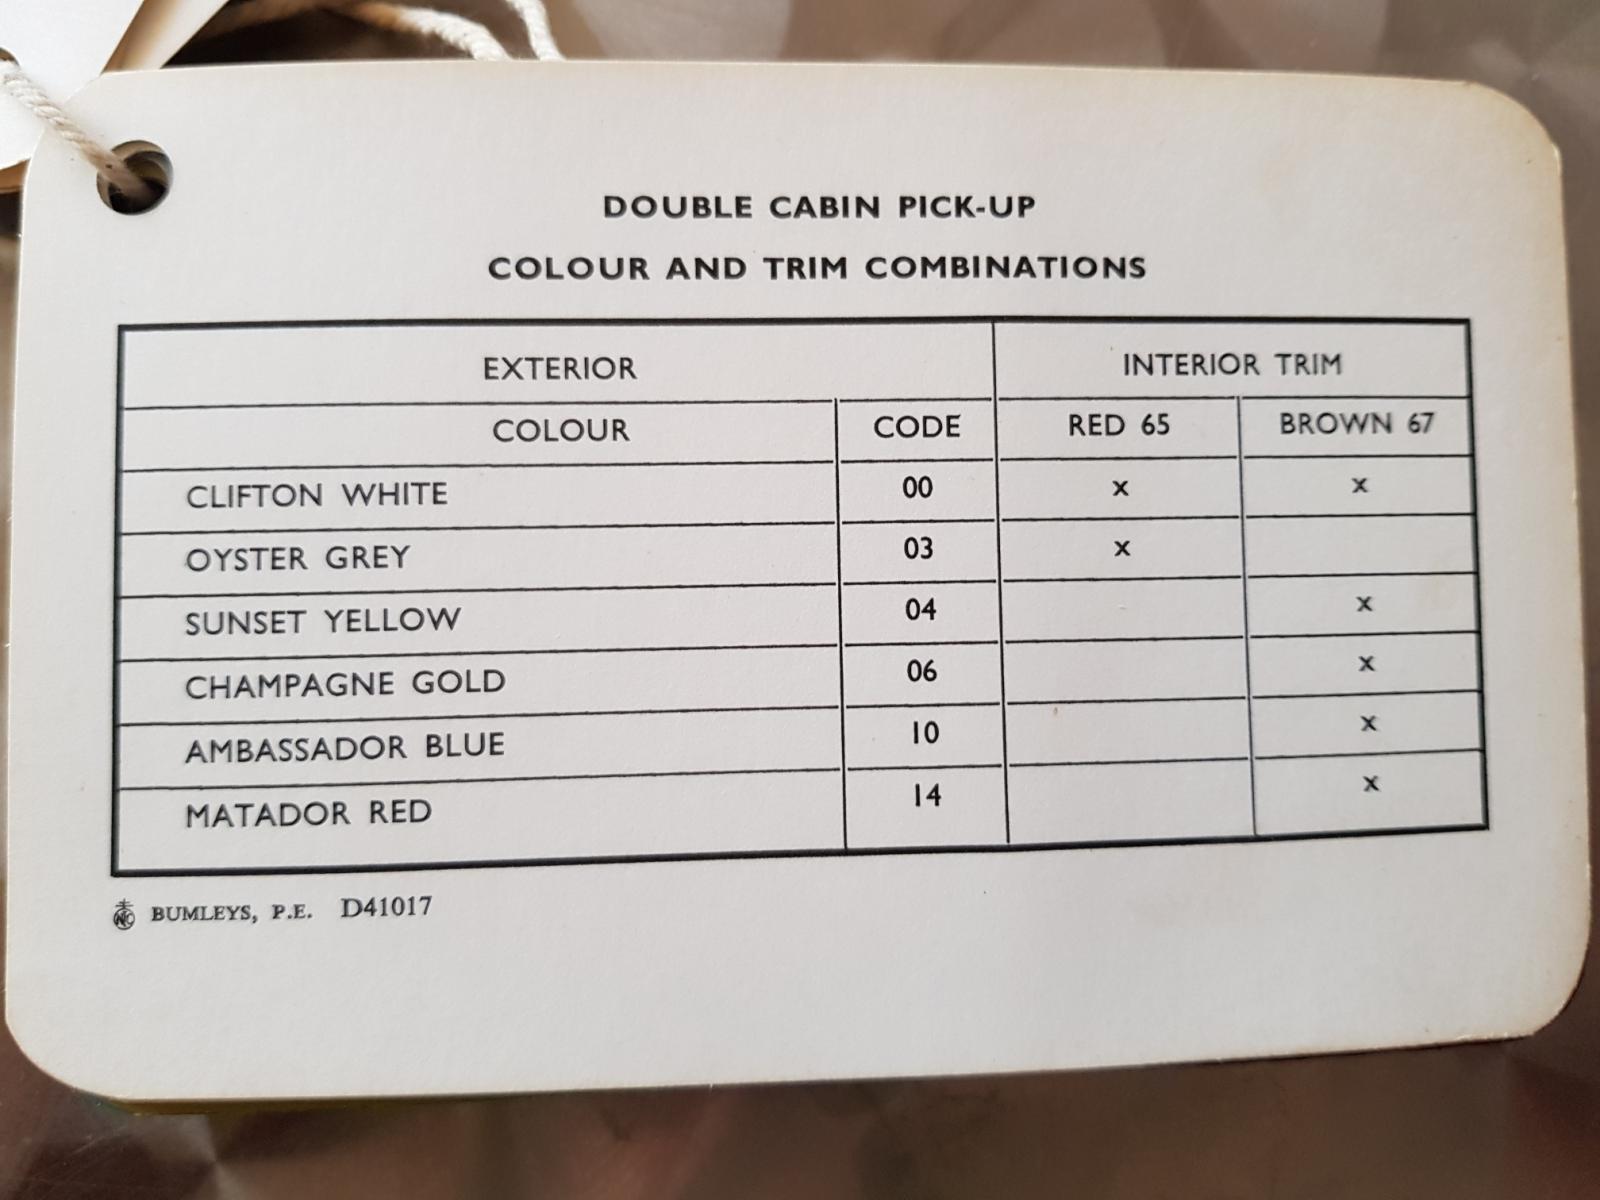 DOUBLE CABIN PICK-UP
COLOUR AND TRIM COMBINATIONS
EXTERIOR INTERIOR TRIM
COLOUR CODE RED 65 BROWN 67
CLIFTON WHITE 00 x x
OYSTER GREY 03 x
SUNSET YELLOW 04 x
CHAMPAGNE GOLD 06 x
AMBASSADOR BLUE 10 x
MATADOR RED 14 x
BUMLEYS, P.E. D41017